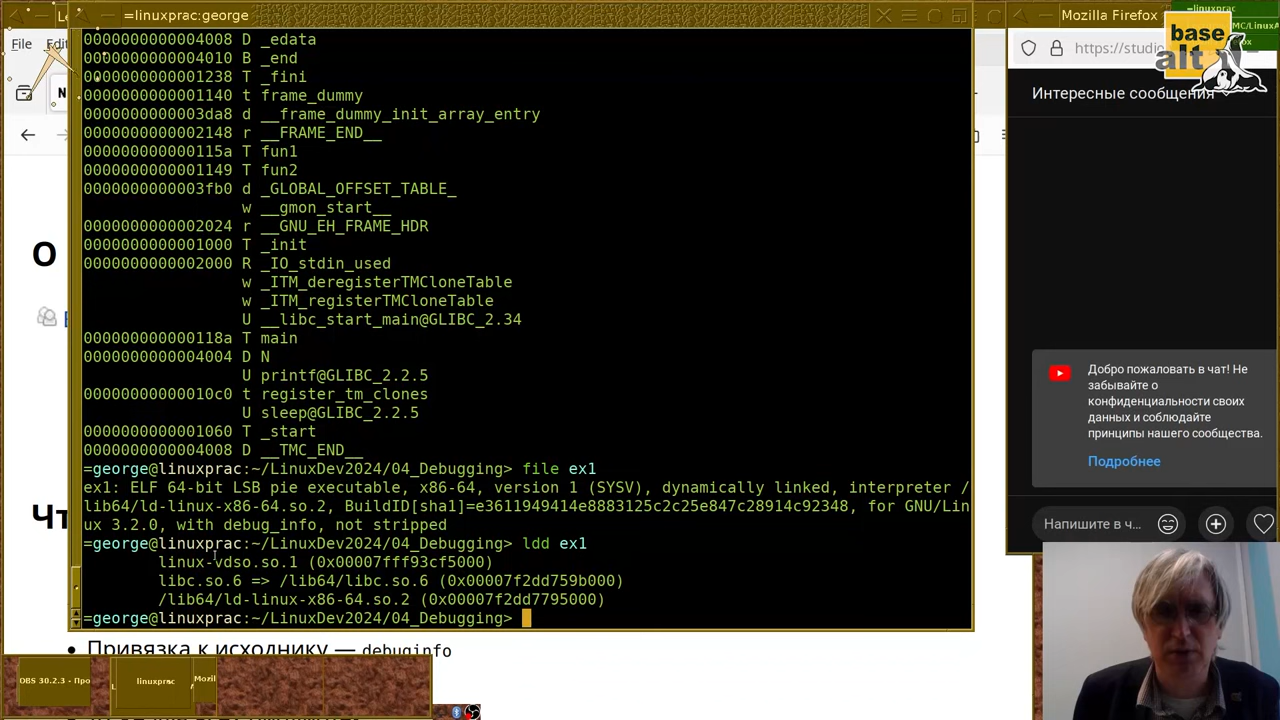 =linuxprac:george
Mozilla Firefox
File
base
alt
https://studio
Интересные сообщения
0000000000004008 D _edata
0000000000004010 B _end
0000000000001238 T _fini
0000000000001140 t frame_dummy
0000000000003da8 d __frame_dummy_init_array_entry
0000000000002148 r __FRAME_END__
000000000000115a T fun1
0000000000001149 T fun2
0000000000003fb0 d _GLOBAL_OFFSET_TABLE_
w __gmon_start__
0000000000002024 r __GNU_EH_FRAME_HDR
0000000000001000 T _init
0000000000002000 R _IO_stdin_used
w _ITM_deregisterTMCloneTable
w _ITM_registerTMCloneTable
U __libc_start_main@GLIBC_2.34
000000000000118a T main
0000000000004004 D N
U printf@GLIBC_2.2.5
00000000000010c0 t register_tm_clones
U sleep@GLIBC_2.2.5
0000000000001060 T _start
0000000000004008 D __TMC_END__
=george@linuxprac:~/LinuxDev2024/04_Debugging> file ex1
ex1: ELF 64-bit LSB pie executable, x86-64, version 1 (SYSV), dynamically linked, interpreter /
lib64/ld-linux-x86-64.so.2, BuildID[sha1]=e3611949414e8883125c2c25e847c28914c92348, for GNU/Lin
ux 3.2.0, with debug_info, not stripped
=george@linuxprac:~/LinuxDev2024/04_Debugging> ldd ex1
linux-vdso.so.1 (0x00007fff93cf5000)
libc.so.6 => /lib64/libc.so.6 (0x00007f2dd759b000)
/lib64/ld-linux-x86-64.so.2 (0x00007f2dd7795000)
=george@linuxprac:~/LinuxDev2024/04_Debugging>
Добро пожаловать в чат! Не
забывайте о
конфиденциальности своих
данных и соблюдайте
принципы нашего сообщества.
Подробнее
Напишите в ч...
Привязка к исходнику — debuginfo
OBS 30.2.3 - Про
linuxprac
Mozil